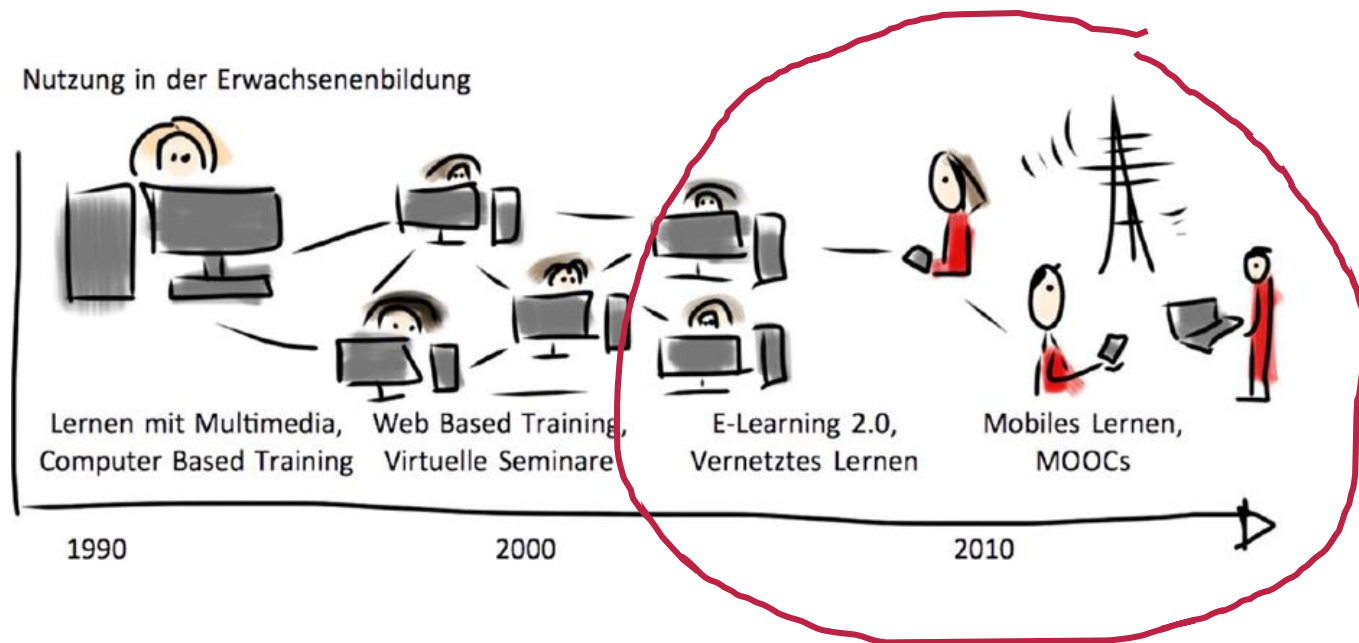 Nutzung in der Erwachsenenbildung
Lernen mit Multimedia,
Computer Based Training
Web Based Training,
Virtuelle Seminare
E-Learning 2.0,
Vernetztes Lernen
Mobiles Lernen,
MOOCs
1990
2000
2010